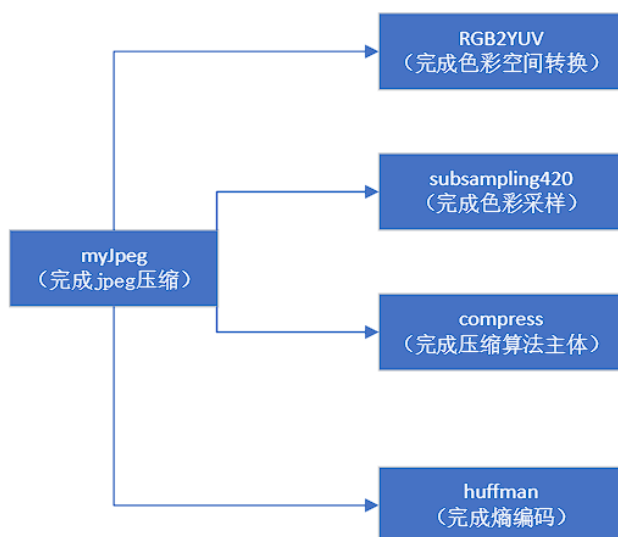 RGB2YUV
（完成色彩空间转换）
subsampling420
（完成色彩采样）
myJpeg
（完成jpeg压缩）
compress
（完成压缩算法主体）
huffman
（完成熵编码）